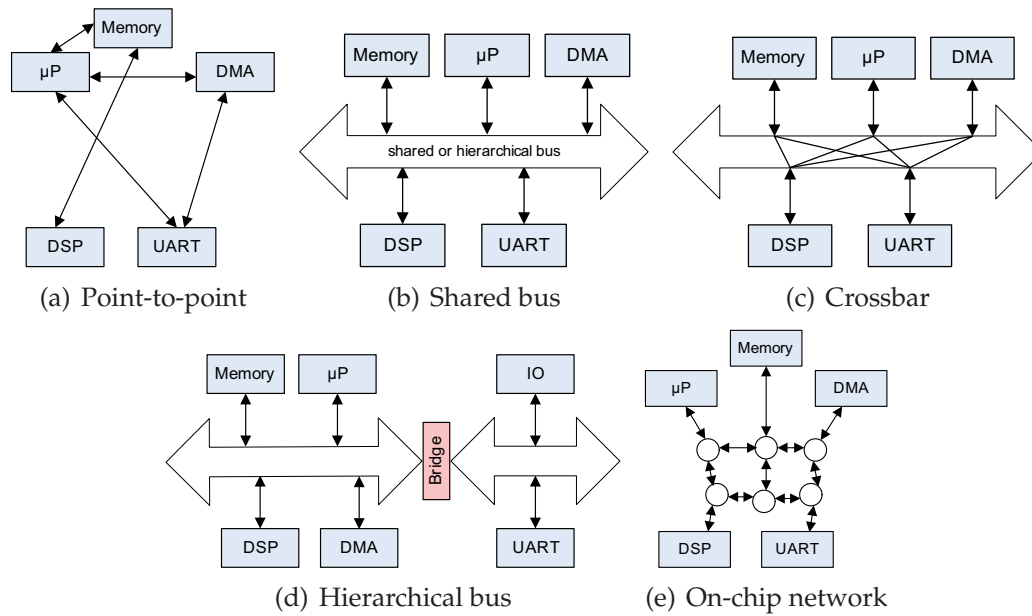 Memory
µP
DMA
DSP
UART
(a) Point-to-point
Memory
µP
DMA
shared or hierarchical bus
DSP
UART
(b) Shared bus
Memory
µP
DMA
DSP
UART
(c) Crossbar
Memory
µP
IO
Bridge
DSP
DMA
UART
(d) Hierarchical bus
Memory
µP
DMA
DSP
UART
(e) On-chip network